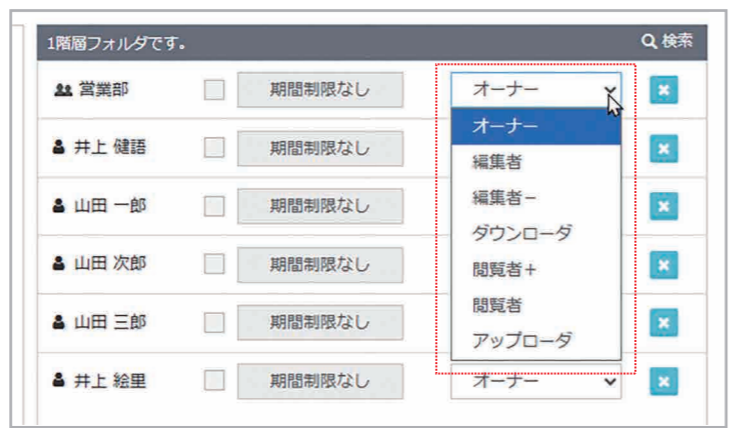 1階層フォルダです。 検索
営業部 期間制限なし オーナー
オーナー
井上 健語 期間制限なし
編集者
山田 一郎 期間制限なし
編集者−
ダウンローダ
山田 次郎 期間制限なし
閲覧者+
閲覧者
山田 三郎 期間制限なし
アップローダ
井上 絵里 期間制限なし オーナー